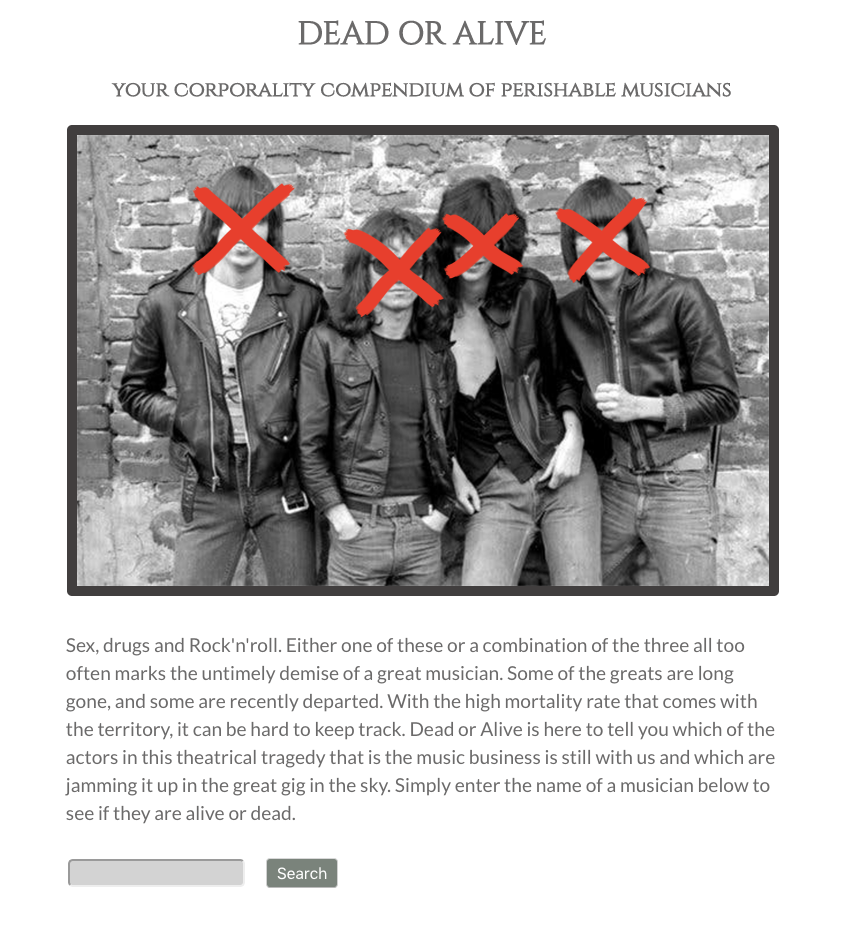 DEAD OR ALIVE
YOUR CORPORALITY COMPENDIUM OF PERISHABLE MUSICIANS
Sex, drugs and Rock'n'roll. Either one of these or a combination of the three all too
often marks the untimely demise of a great musician. Some of the greats are long
gone, and some are recently departed. With the high mortality rate that comes with
the territory, it can be hard to keep track. Dead or Alive is here to tell you which of the
actors in this theatrical tragedy that is the music business is still with us and which are
jamming it up in the great gig in the sky. Simply enter the name of a musician below to
see if they are alive or dead.
Search